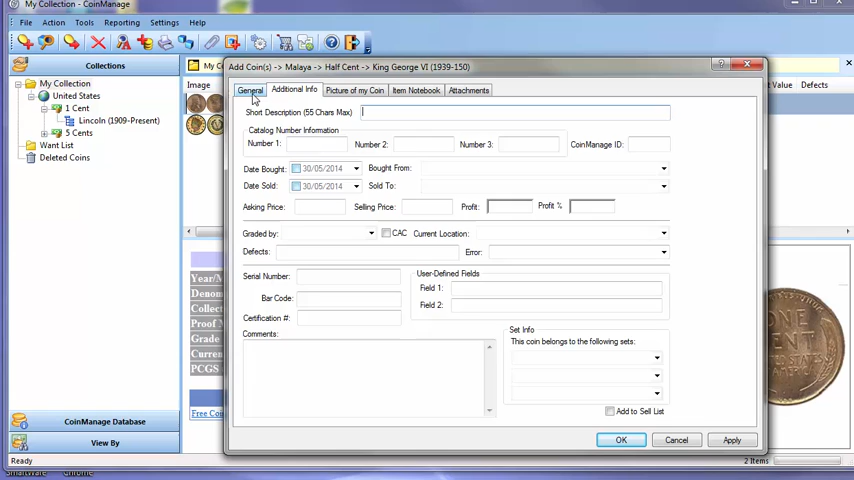 My Collection - CoinManage
File Action Tools Reporting Settings Help
Collections
My Collection
United States
1 Cent
Lincoln (1909-Present)
5 Cents
Want List
Deleted Coins
CoinManage Database
View By
Ready
2 Items
My Co
Image
Value
Defects
Year/M
Denom
Collect
Proof M
Grade
Curren
PCGS
Free Coi
ONE
CENT
Add Coin(s) -> Malaya -> Half Cent -> King George VI (1939-150)
General Additional Info Picture of my Coin Item Notebook Attachments
Short Description (55 Chars Max)
Catalog Number Information
Number 1: Number 2: Number 3: CoinManage ID:
Date Bought: 30/05/2014 Bought From:
Date Sold: 30/05/2014 Sold To:
Asking Price: Selling Price: Profit: Profit %
Graded by: CAC Current Location:
Defects: Error:
Serial Number:
Bar Code:
Certification #:
User-Defined Fields
Field 1:
Field 2:
Comments:
Set Info
This coin belongs to the following sets:
Add to Sell List
OK Cancel Apply